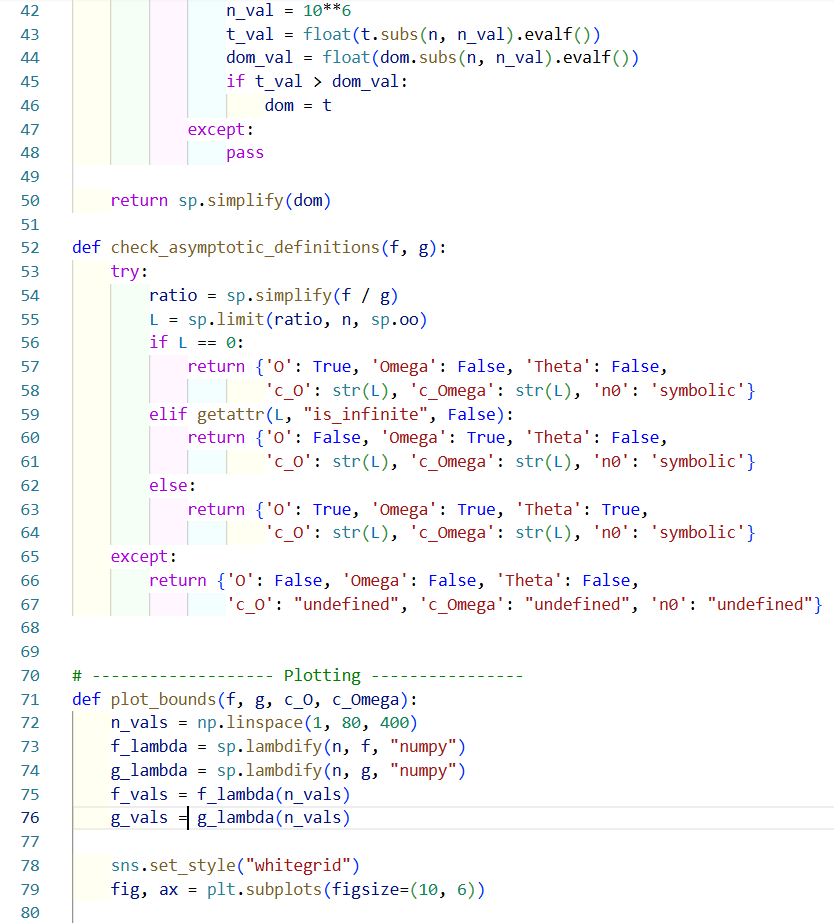 42                n_val = 10**6
43                t_val = float(t.subs(n, n_val).evalf())
44                dom_val = float(dom.subs(n, n_val).evalf())
45                if t_val > dom_val:
46                    dom = t
47            except:
48                pass
49
50    return sp.simplify(dom)
51
52 def check_asymptotic_definitions(f, g):
53    try:
54        ratio = sp.simplify(f / g)
55        L = sp.limit(ratio, n, sp.oo)
56        if L == 0:
57            return {'O': True, 'Omega': False, 'Theta': False,
58                    'c_O': str(L), 'c_Omega': str(L), 'n0': 'symbolic'}
59        elif getattr(L, "is_infinite", False):
60            return {'O': False, 'Omega': True, 'Theta': False,
61                    'c_O': str(L), 'c_Omega': str(L), 'n0': 'symbolic'}
62        else:
63            return {'O': True, 'Omega': True, 'Theta': True,
64                    'c_O': str(L), 'c_Omega': str(L), 'n0': 'symbolic'}
65    except:
66        return {'O': False, 'Omega': False, 'Theta': False,
67                'c_O': "undefined", 'c_Omega': "undefined", 'n0': "undefined"}
68
69
70 # ------------------- Plotting ----------------
71 def plot_bounds(f, g, c_O, c_Omega):
72    n_vals = np.linspace(1, 80, 400)
73    f_lambda = sp.lambdify(n, f, "numpy")
74    g_lambda = sp.lambdify(n, g, "numpy")
75    f_vals = f_lambda(n_vals)
76    g_vals = g_lambda(n_vals)
77
78    sns.set_style("whitegrid")
79    fig, ax = plt.subplots(figsize=(10, 6))
80